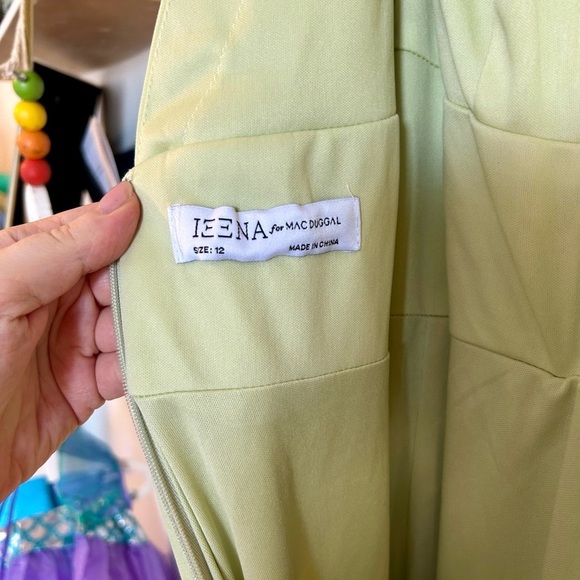 IEENA for MAC DUGGAL
SIZE: 12 MADE IN CHINA